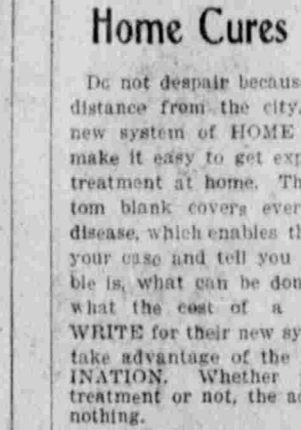 Home Cures
Do not despair becaus
distance from the city.
new system of HOME
make it easy to get exp
treatment at home. Th
tom blank covers ever
disease, which enables th
your case and tell you
ble is, what can be don
what the cost of a
WRITE for their new sy
take advantage of the
INATION. Whether
treatment or not, the ad
nothing.